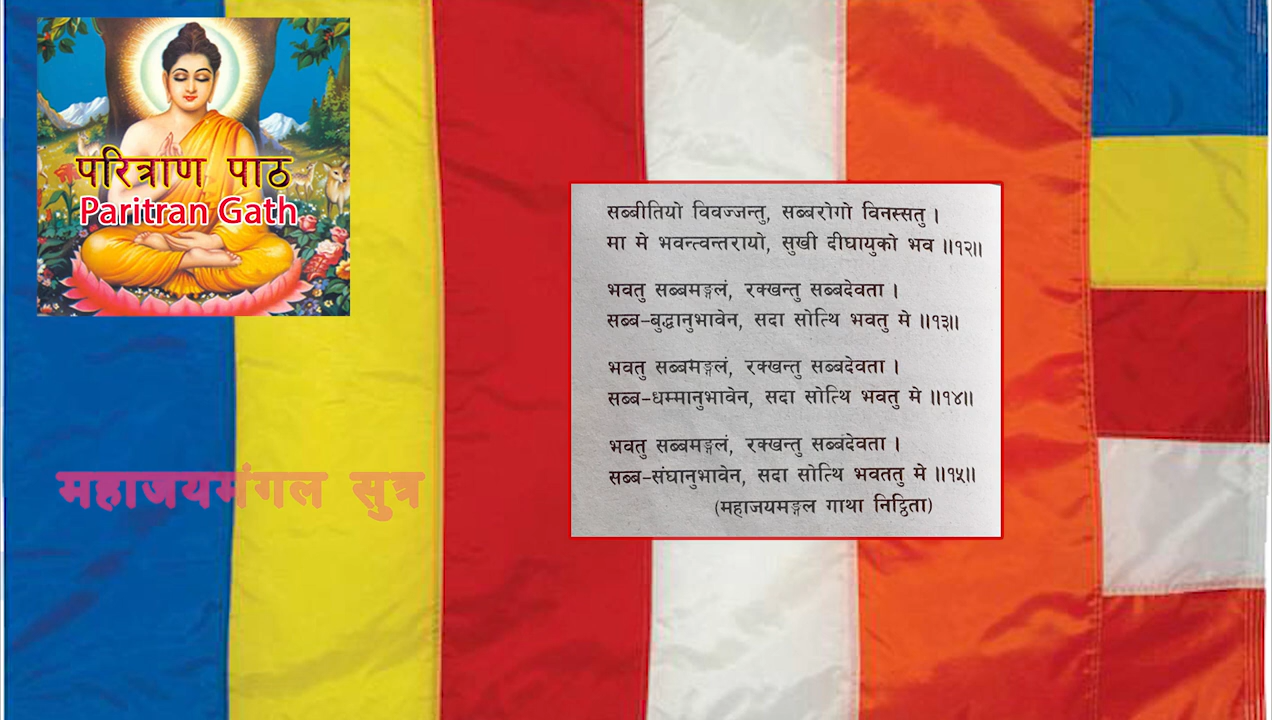 परित्राण पाठ
Paritran Gath
महाजयमंगल सुत्र
सब्बीतियो विवज्जन्तु, सब्बरोगो विनस्सतु ।
मा मे भवन्त्वन्तरायो, सुखी दीघायुको भव ॥१२॥
भवतु सब्बमङ्गलं, रक्खन्तु सब्बदेवता ।
सब्ब-बुद्धानुभावेन, सदा सोत्थि भवतु मे ॥१३॥
भवतु सब्बमङ्गलं, रक्खन्तु सब्बदेवता ।
सब्ब-धम्मानुभावेन, सदा सोत्थि भवतु मे ॥१४॥
भवतु सब्बमङ्गलं, रक्खन्तु सब्बंदेवता ।
सब्ब-संघानुभावेन, सदा सोत्थि भवततु मे ॥१५॥
(महाजयमङ्गल गाथा निट्ठिता)